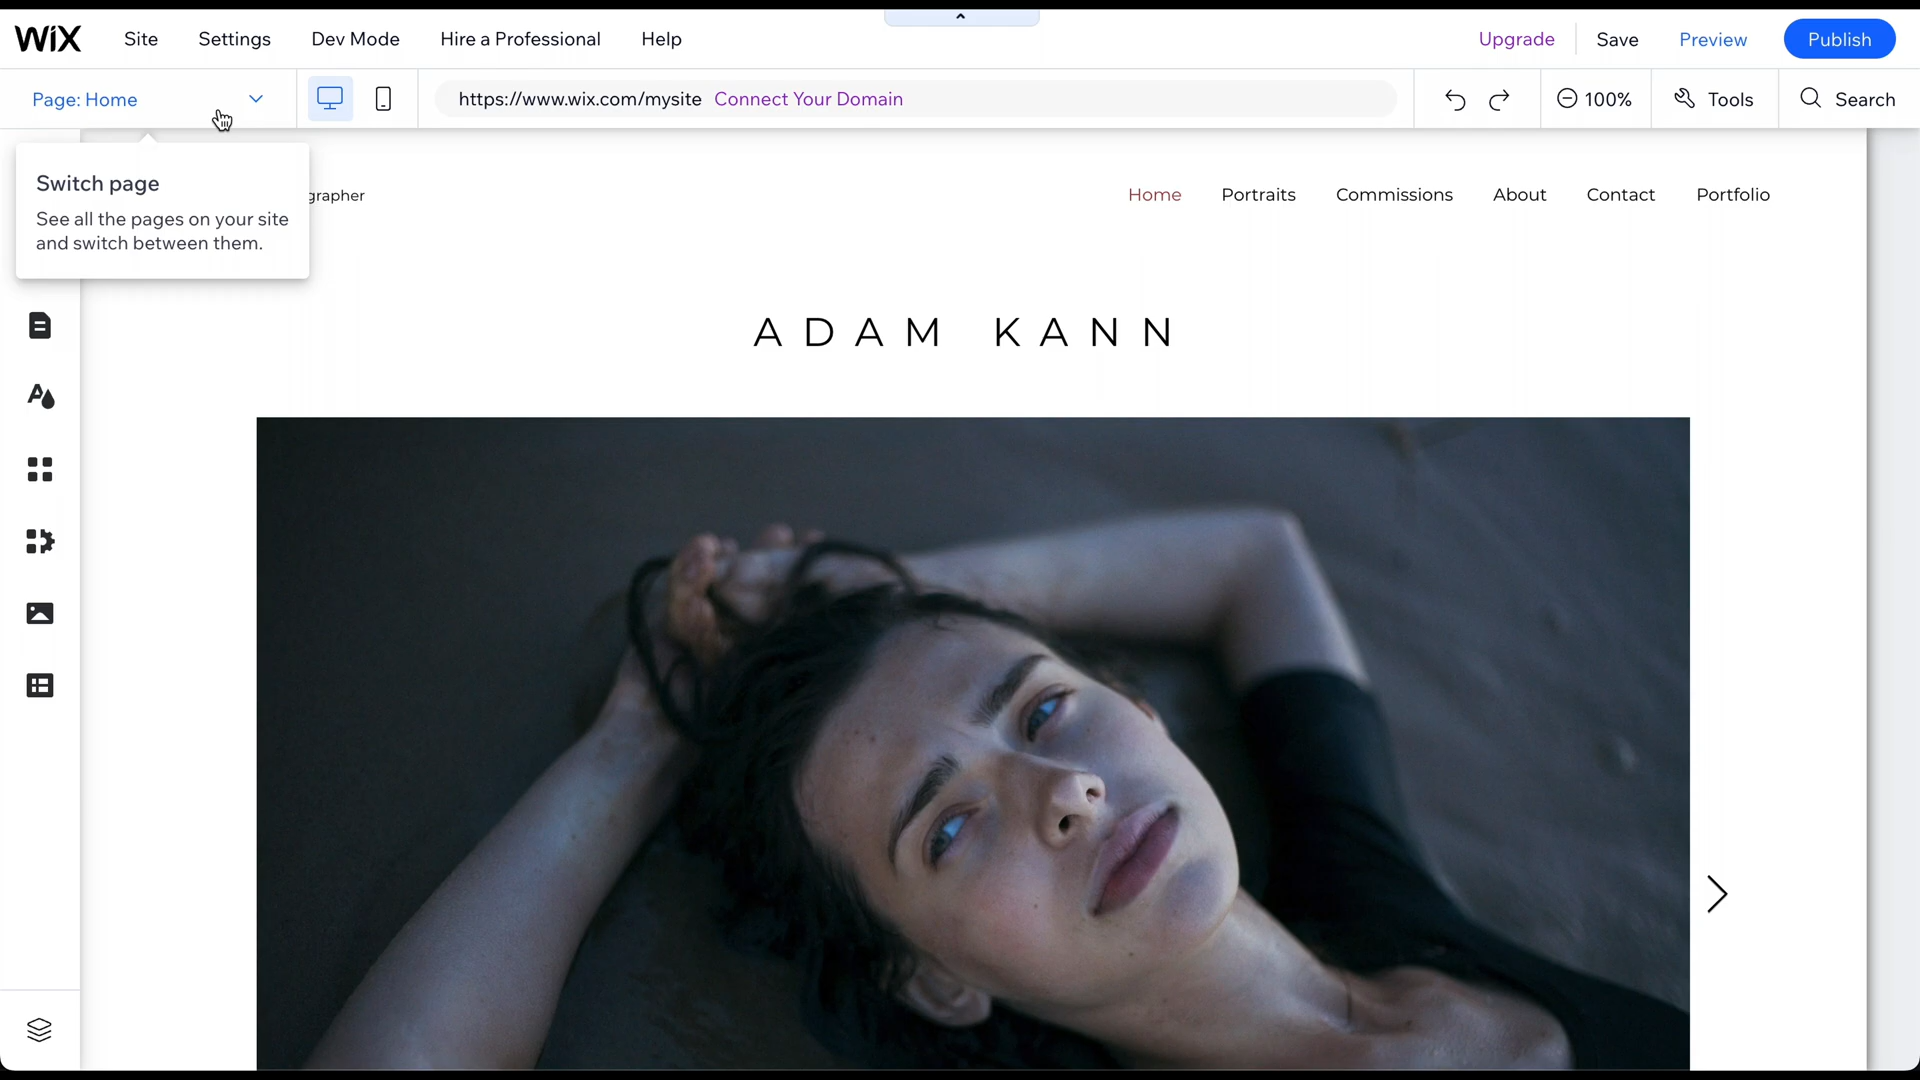 WiX Site Settings Dev Mode Hire a Professional Help Upgrade Save Preview Publish
Page: Home https://www.wix.com/mysite Connect Your Domain 100% Tools Search
Switch page
See all the pages on your site
and switch between them.
grapher Home Portraits Commissions About Contact Portfolio
ADAM KANN